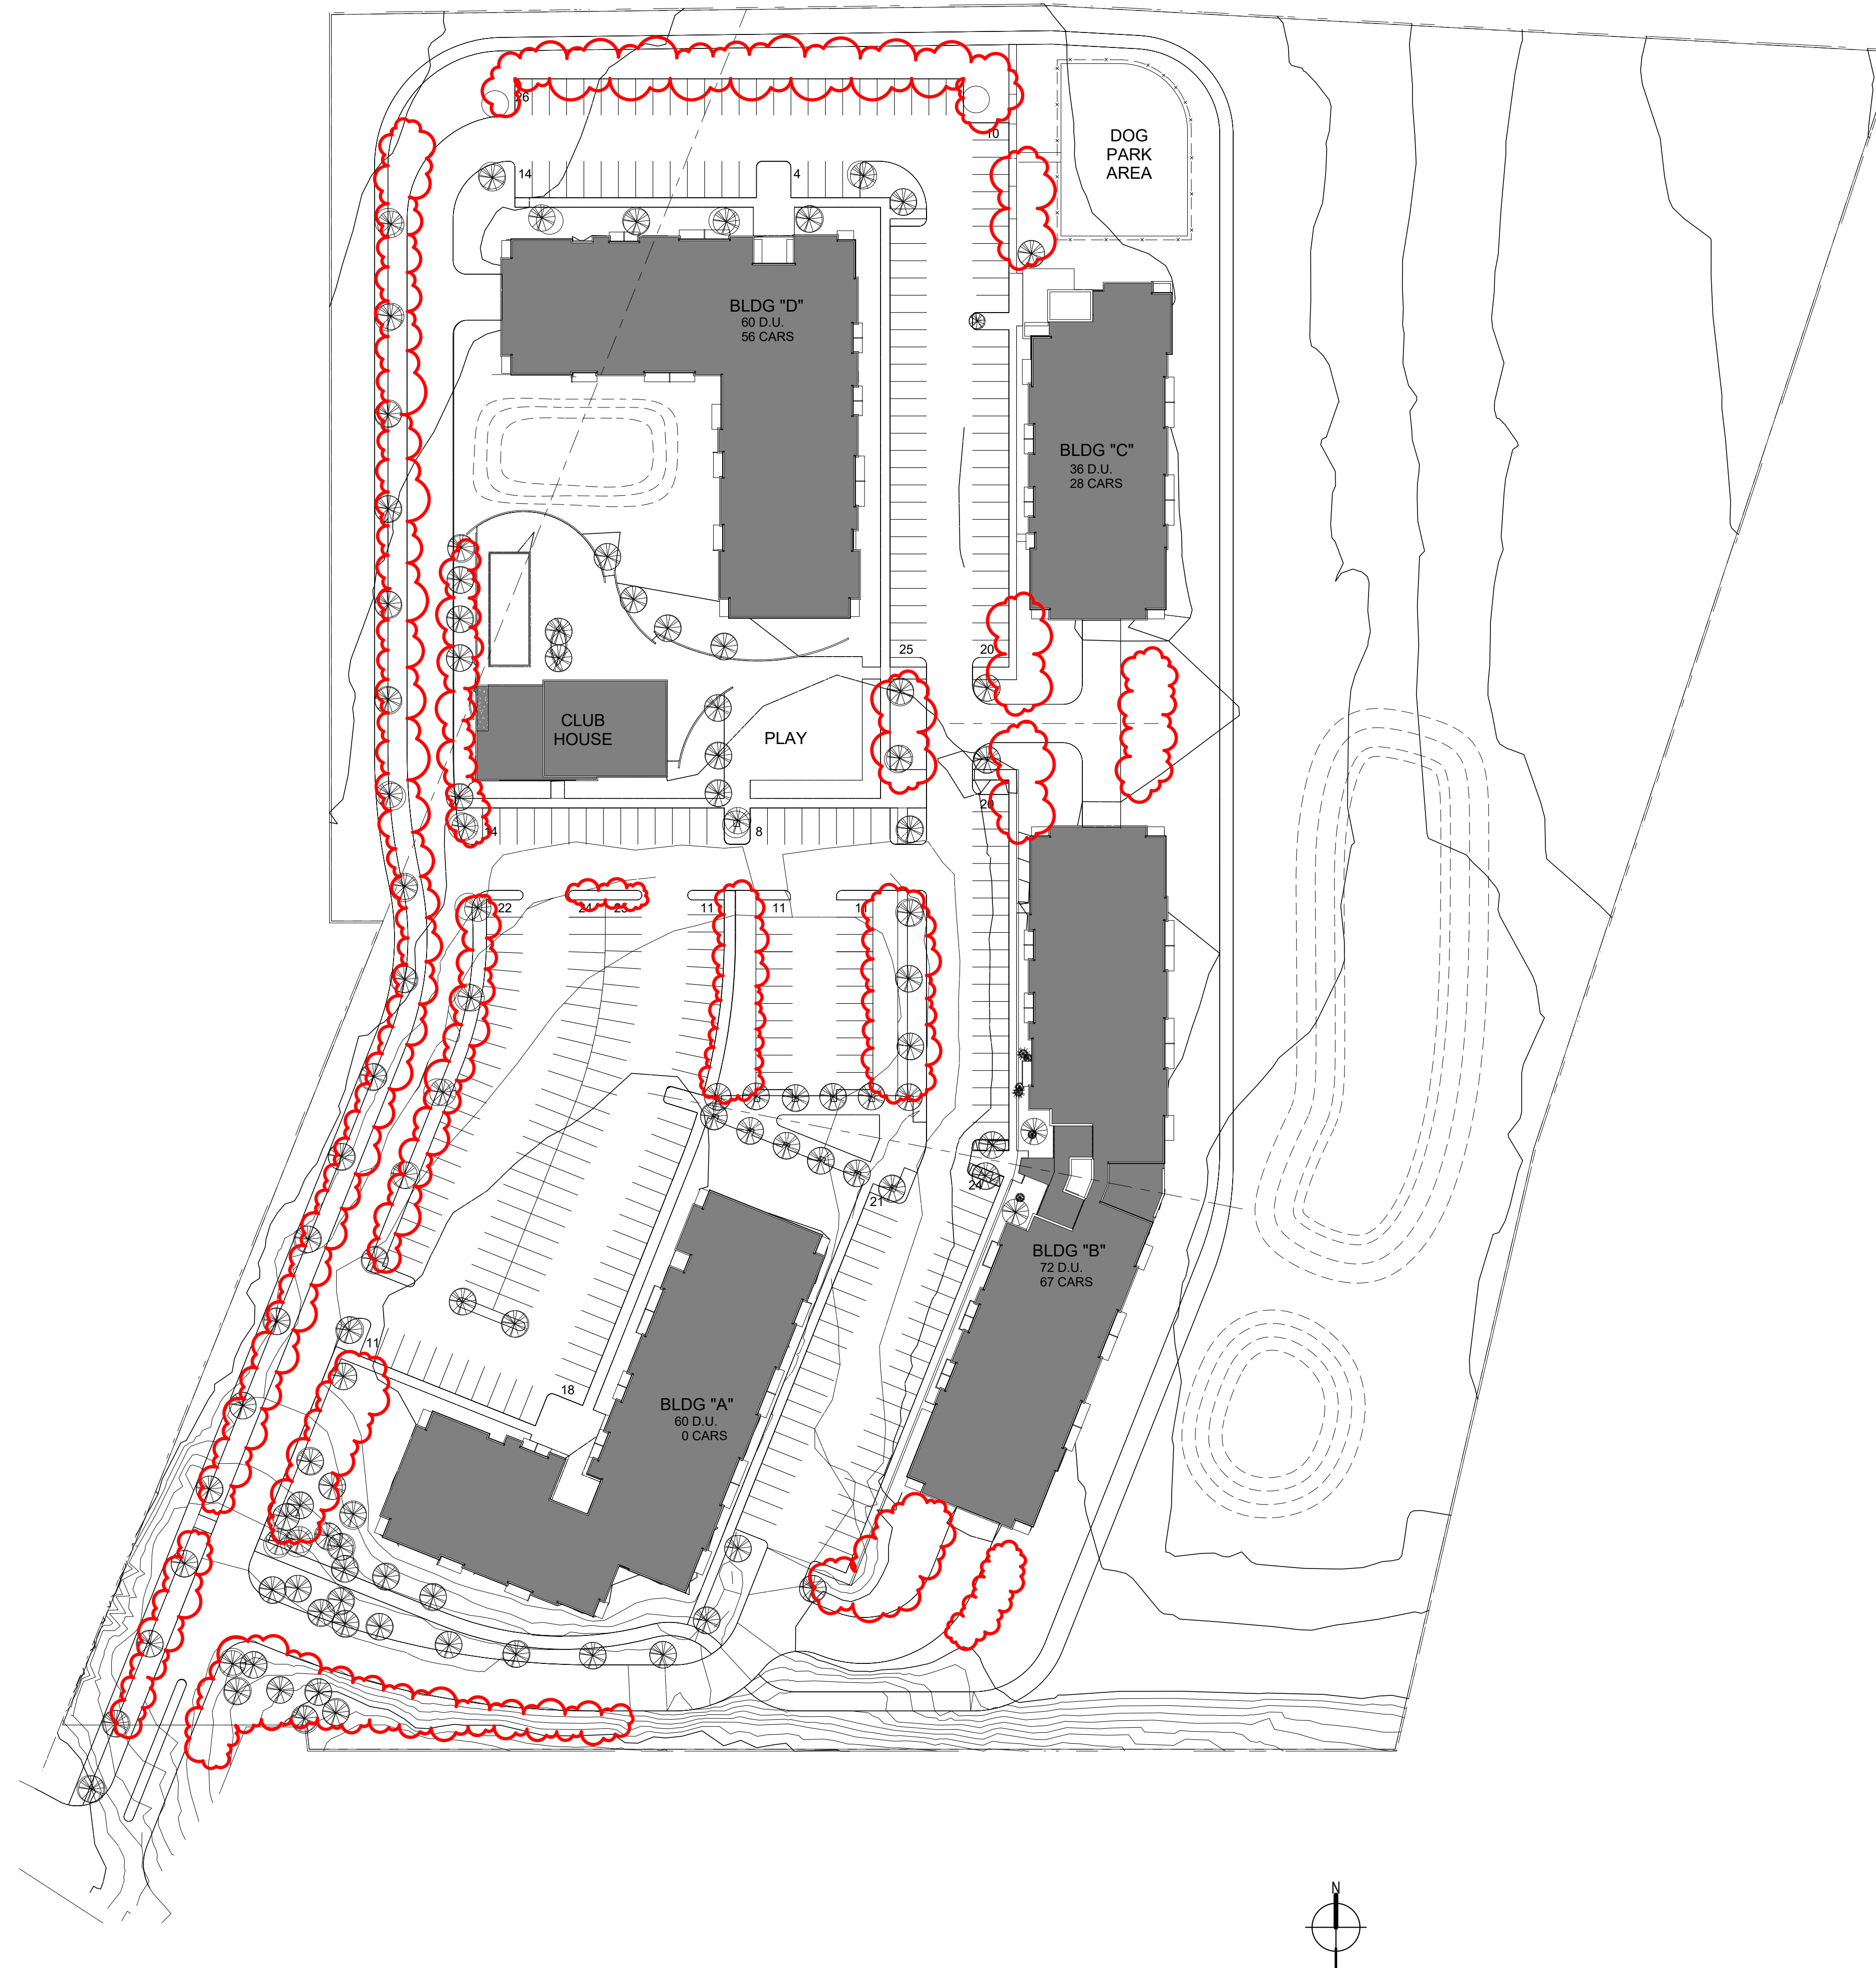 26
10
DOG
PARK
AREA
14
4
BLDG "D"
60 D.U.
56 CARS
BLDG "C"
36 D.U.
28 CARS
25
20
CLUB
HOUSE
PLAY
20
14
8
22
24
23
11
11
11
24
21
BLDG "B"
72 D.U.
67 CARS
11
18
BLDG "A"
60 D.U.
0 CARS
N